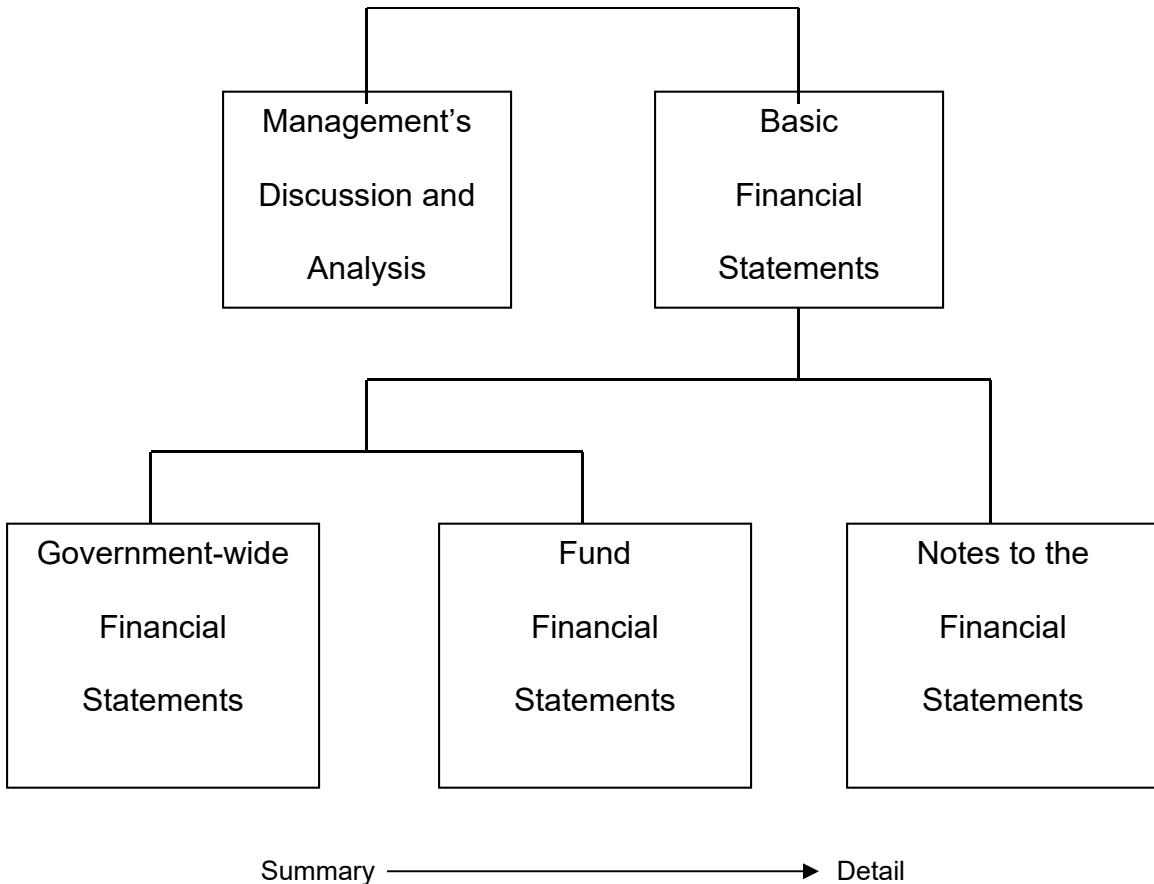 Management’s
Discussion and
Analysis
Basic
Financial
Statements
Government-wide
Financial
Statements
Fund
Financial
Statements
Notes to the
Financial
Statements
Summary
Detail